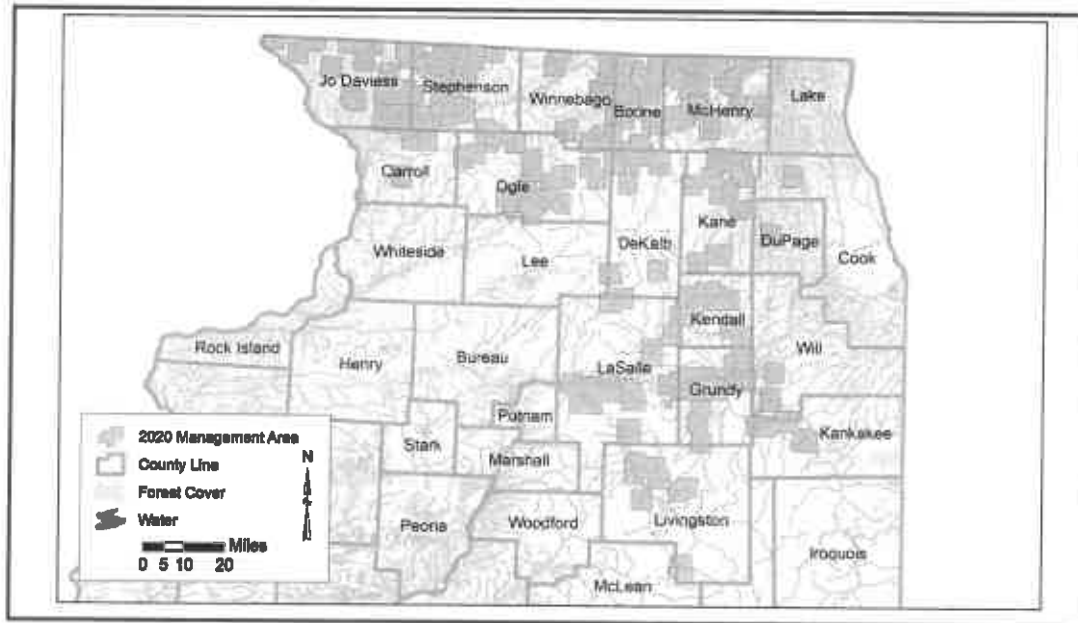 Jo Daviess
Stephenson
Winnebago
Boone
McHenry
Lake
Carroll
Ogle
Kane
DeKalb
DuPage
Cook
Whiteside
Lee
Kendall
Will
Rock Island
Henry
Bureau
LaSalle
Grundy
Putnam
Kankakee
Stark
Marshall
Peoria
Woodford
Livingston
Iroquois
McLean
2020 Management Area
County Line
Forest Cover
Water
N
Miles
0 5 10 20